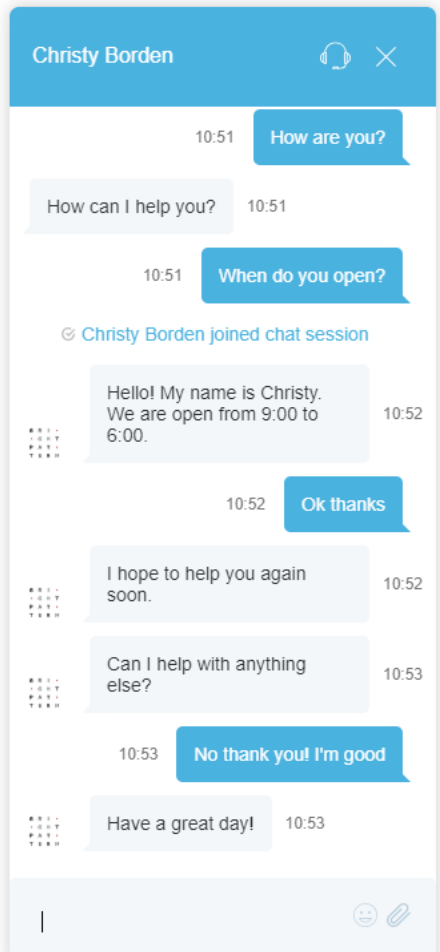 Christy Borden
10:51 How are you?
How can I help you? 10:51
10:51 When do you open?
Christy Borden joined chat session
Hello! My name is Christy.
We are open from 9:00 to
6:00.
10:52
10:52 Ok thanks
I hope to help you again
soon.
10:52
Can I help with anything
else?
10:53
10:53 No thank you! I'm good
Have a great day! 10:53